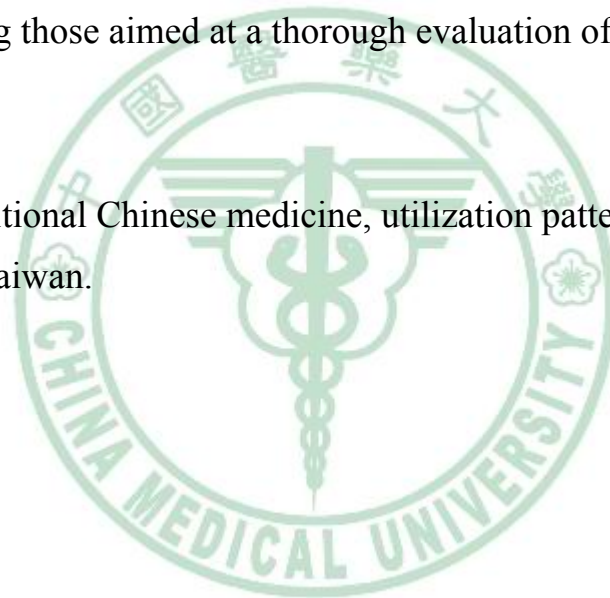 g those aimed at a thorough evaluation of
中國醫藥大學
itional Chinese medicine, utilization patte
aiwan.
CHINA MEDICAL UNIVERSITY